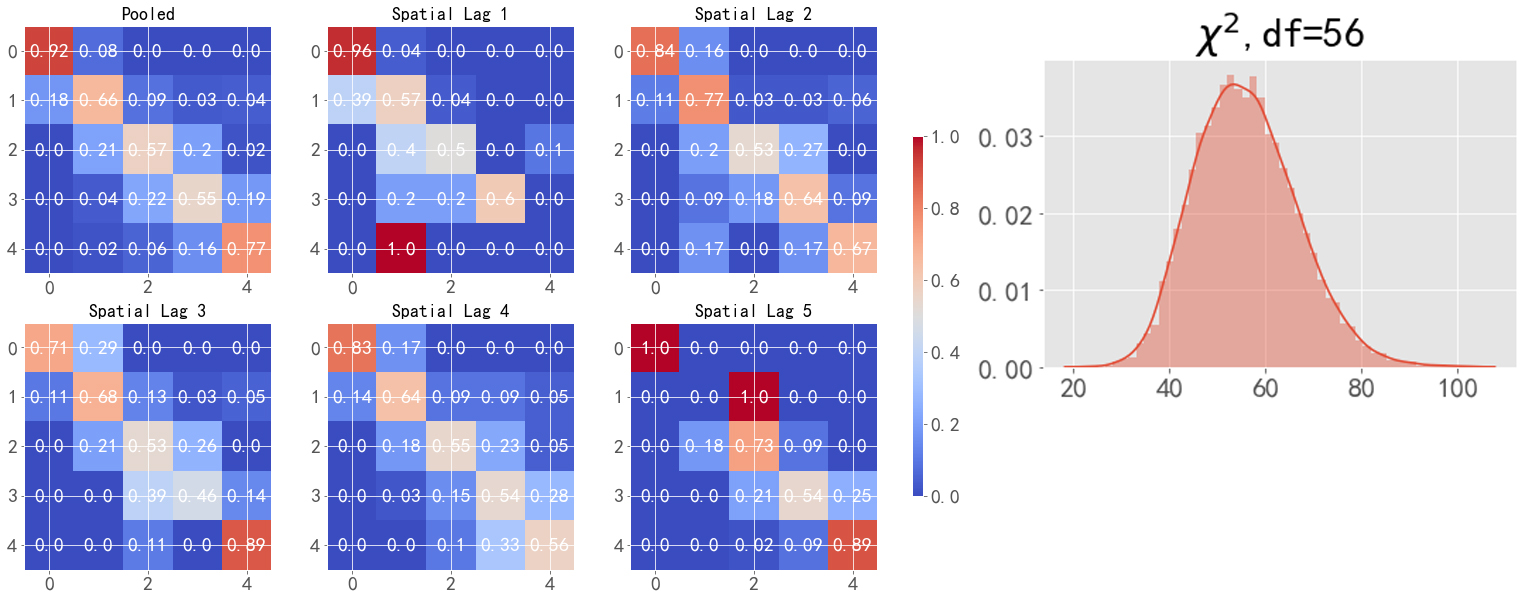 Pooled
0 0.92 0.08 0.0 0.0 0.0
1 0.18 0.66 0.09 0.03 0.04
2 0.0 0.21 0.57 0.2 0.02
3 0.0 0.04 0.22 0.55 0.19
4 0.0 0.02 0.06 0.16 0.77
0 2 4
Spatial Lag 1
0 0.96 0.04 0.0 0.0 0.0
1 0.39 0.57 0.04 0.0 0.0
2 0.0 0.4 0.5 0.0 0.1
3 0.0 0.2 0.2 0.6 0.0
4 0.0 1.0 0.0 0.0 0.0
0 2 4
Spatial Lag 2
0 0.84 0.16 0.0 0.0 0.0
1 0.11 0.77 0.03 0.03 0.06
2 0.0 0.2 0.53 0.27 0.0
3 0.0 0.09 0.18 0.64 0.09
4 0.0 0.17 0.0 0.17 0.67
0 2 4
Spatial Lag 3
0 0.71 0.29 0.0 0.0 0.0
1 0.11 0.68 0.13 0.03 0.05
2 0.0 0.21 0.53 0.26 0.0
3 0.0 0.0 0.39 0.46 0.14
4 0.0 0.0 0.11 0.0 0.89
0 2 4
Spatial Lag 4
0 0.83 0.17 0.0 0.0 0.0
1 0.14 0.64 0.09 0.09 0.05
2 0.0 0.18 0.55 0.23 0.05
3 0.0 0.03 0.15 0.54 0.28
4 0.0 0.0 0.1 0.33 0.56
0 2 4
Spatial Lag 5
0 1.0 0.0 0.0 0.0 0.0
1 0.0 0.0 1.0 0.0 0.0
2 0.0 0.18 0.73 0.09 0.0
3 0.0 0.0 0.21 0.54 0.25
4 0.0 0.0 0.02 0.09 0.89
0 2 4
1.0
0.8
0.6
0.4
0.2
0.0
χ², df=56
0.03
0.02
0.01
0.00
20 40 60 80 100